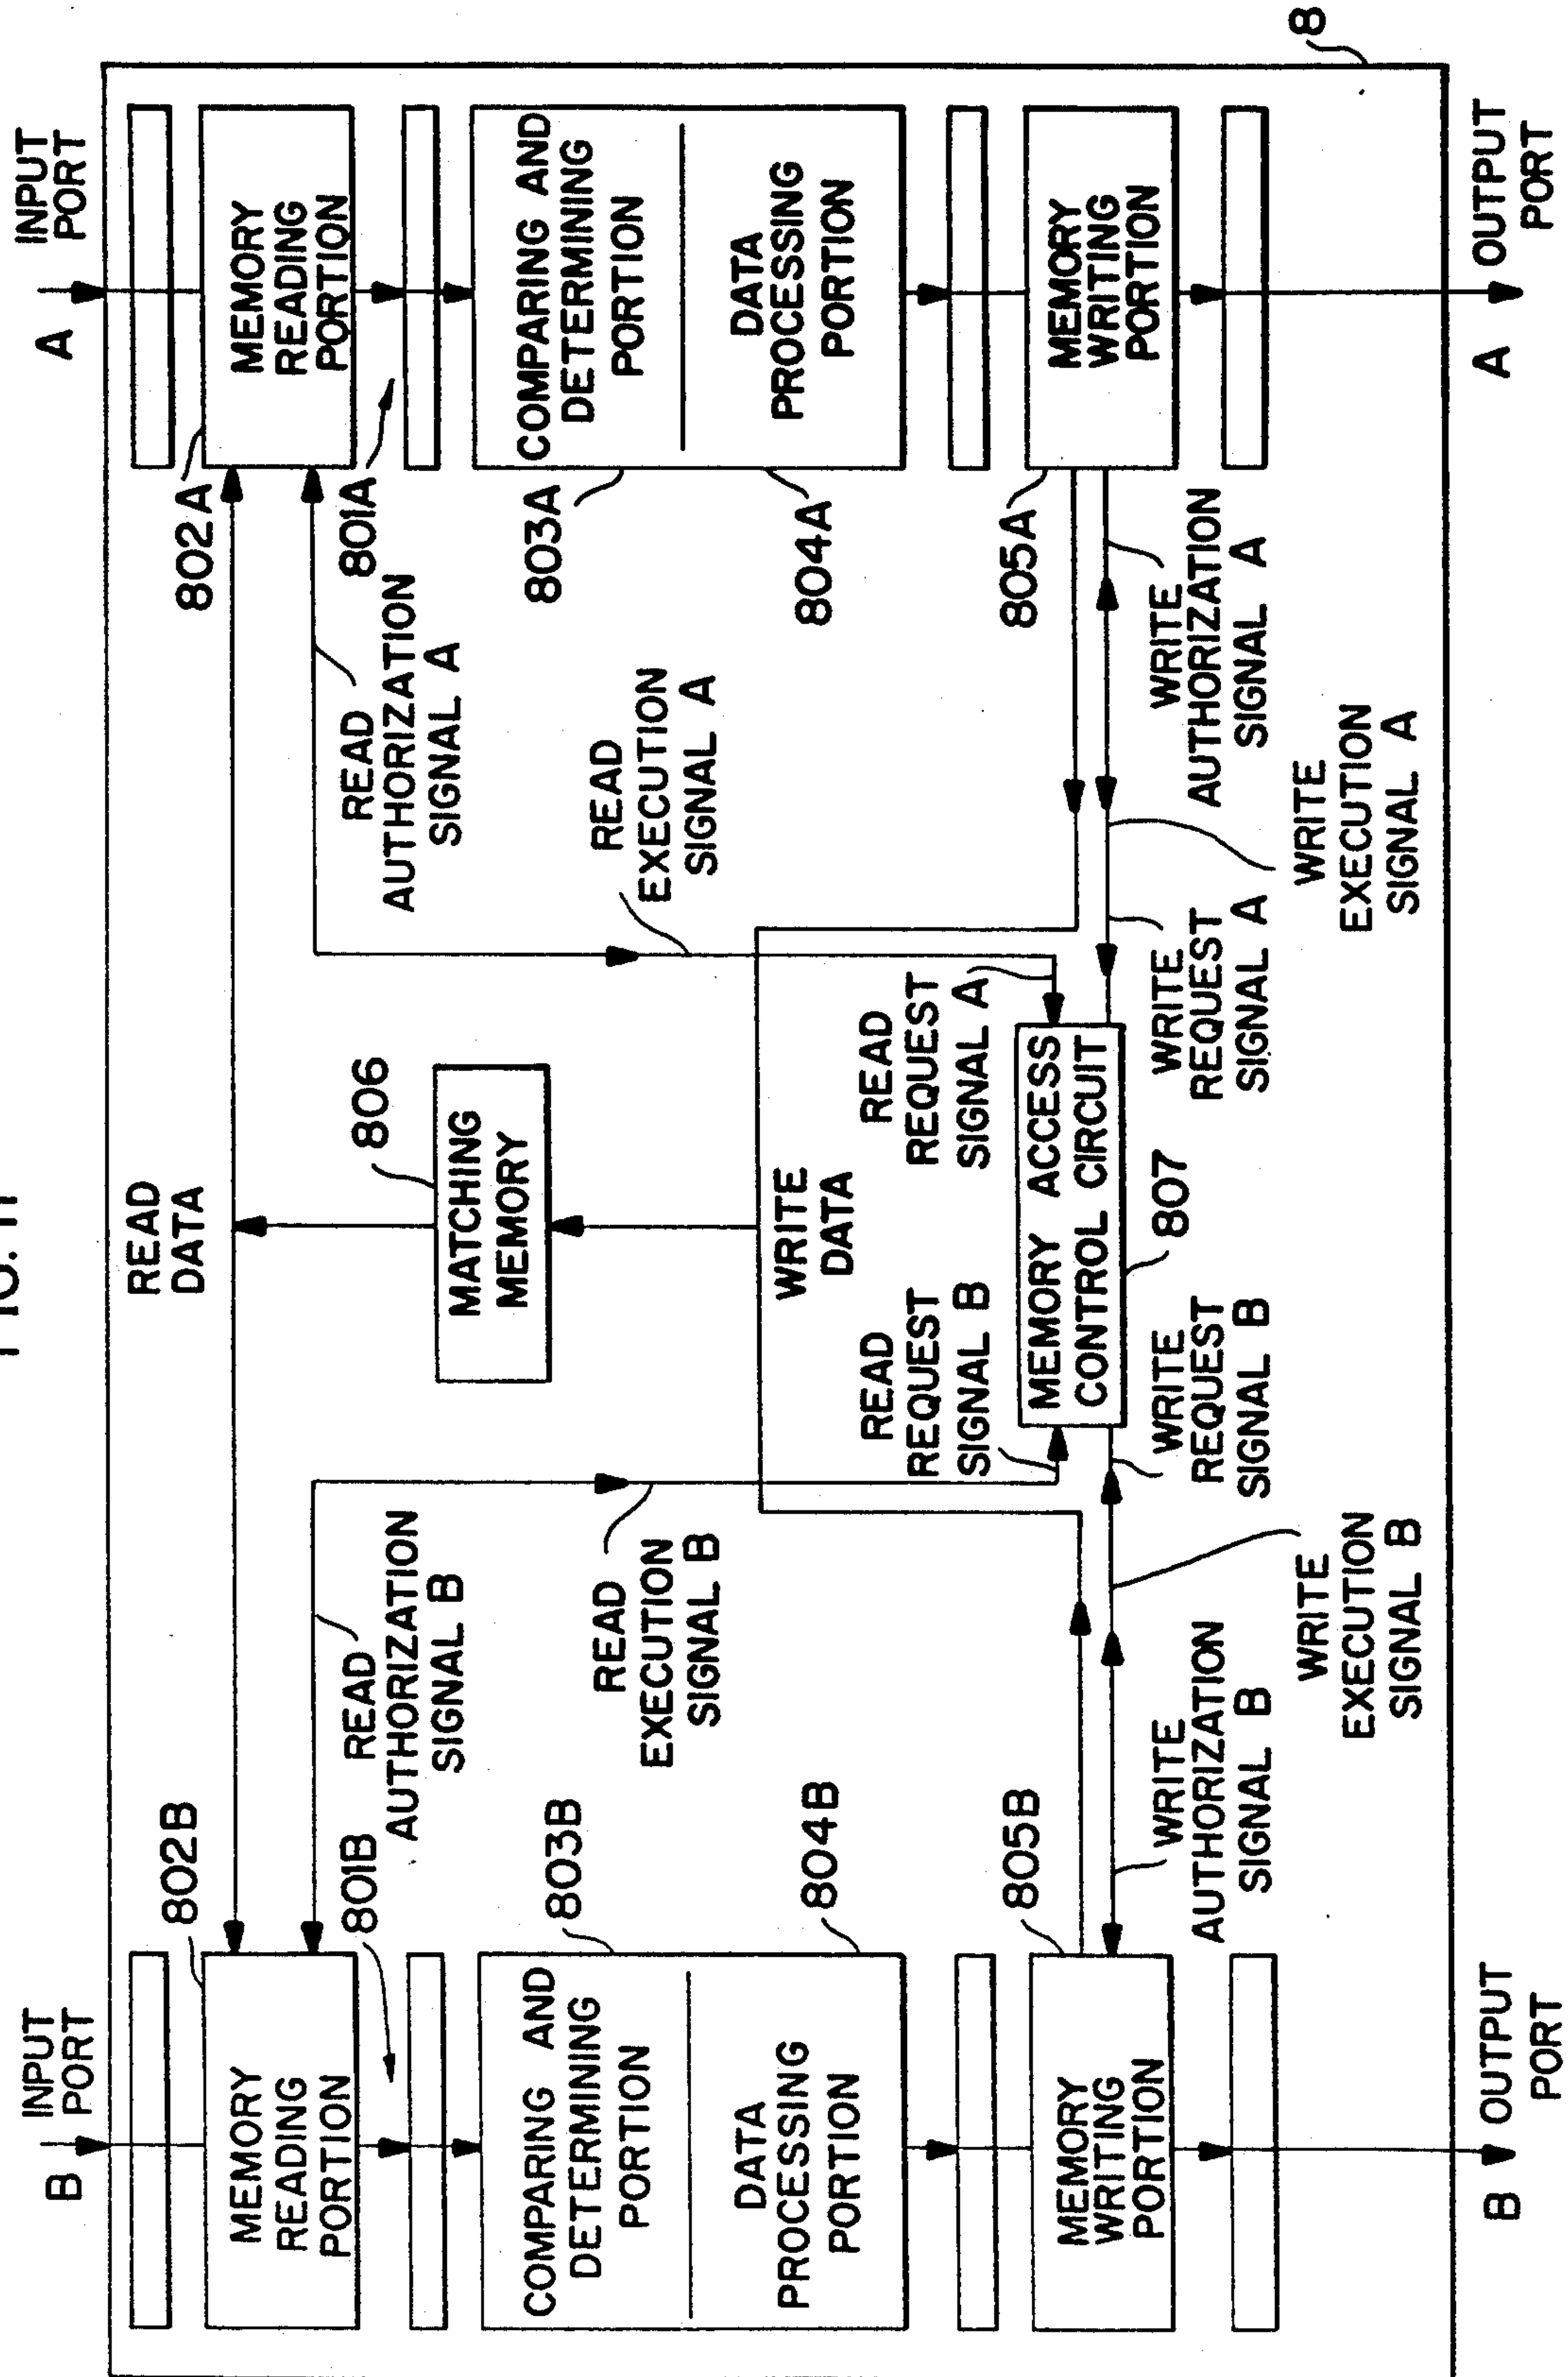 FIG. 11
B
INPUT
PORT
A
INPUT
PORT
8
READ
DATA
802B
802A
MEMORY
READING
PORTION
MEMORY
READING
PORTION
801B
801A
READ
AUTHORIZATION
SIGNAL B
READ
AUTHORIZATION
SIGNAL A
806
MATCHING
MEMORY
803B
803A
COMPARING AND
DETERMINING
PORTION
COMPARING AND
DETERMINING
PORTION
READ
EXECUTION
SIGNAL B
READ
EXECUTION
SIGNAL A
804B
804A
DATA
PROCESSING
PORTION
DATA
PROCESSING
PORTION
WRITE
DATA
READ
REQUEST
SIGNAL B
READ
REQUEST
SIGNAL A
805B
805A
MEMORY
WRITING
PORTION
MEMORY
WRITING
PORTION
MEMORY ACCESS
CONTROL CIRCUIT
807
WRITE
AUTHORIZATION
SIGNAL B
WRITE
REQUEST
SIGNAL B
WRITE
REQUEST
SIGNAL A
WRITE
AUTHORIZATION
SIGNAL A
WRITE
EXECUTION
SIGNAL B
WRITE
EXECUTION
SIGNAL A
B
OUTPUT
PORT
A
OUTPUT
PORT